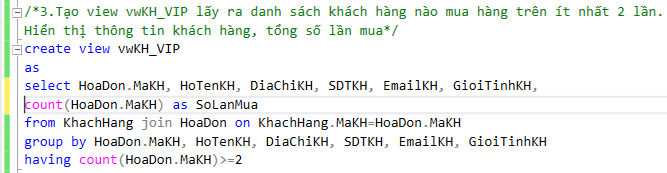 /*3.Tạo view vwKH_VIP lấy ra danh sách khách hàng nào mua hàng trên ít nhất 2 lần.
Hiển thị thông tin khách hàng, tổng số lần mua*/
create view vwKH_VIP
as
select HoaDon.MaKH, HoTenKH, DiaChiKH, SDTKH, EmailKH, GioiTinhKH,
count(HoaDon.MaKH) as SoLanMua
from KhachHang join HoaDon on KhachHang.MaKH=HoaDon.MaKH
group by HoaDon.MaKH, HoTenKH, DiaChiKH, SDTKH, EmailKH, GioiTinhKH
having count(HoaDon.MaKH)>=2